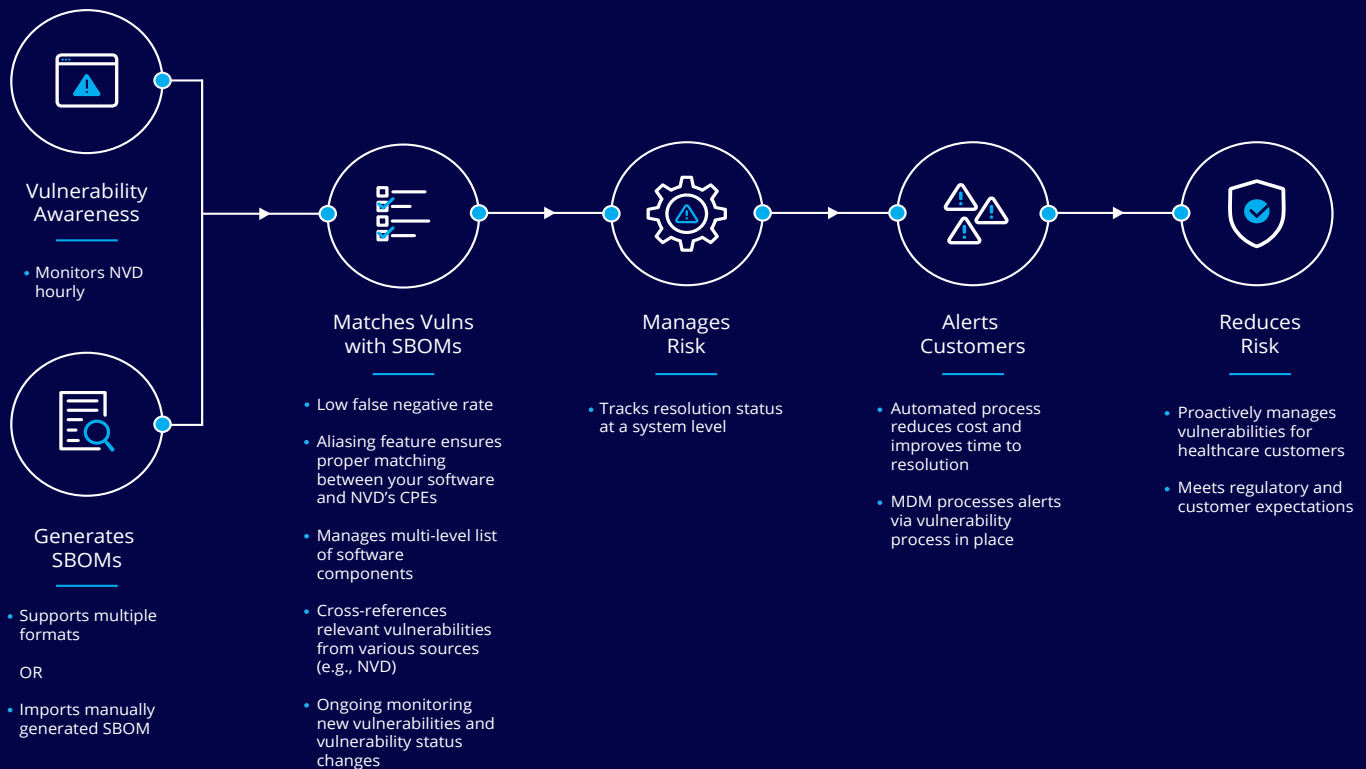 Vulnerability
Awareness
• Monitors NVD
hourly
Generates
SBOMs
• Supports multiple
formats
OR
• Imports manually
generated SBOM
Matches Vulns
with SBOMs
• Low false negative rate
• Aliasing feature ensures
proper matching
between your software
and NVD’s CPEs
• Manages multi-level list
of software
components
• Cross-references
relevant vulnerabilities
from various sources
(e.g., NVD)
• Ongoing monitoring
new vulnerabilities and
vulnerability status
changes
Manages
Risk
• Tracks resolution status
at a system level
Alerts
Customers
• Automated process
reduces cost and
improves time to
resolution
• MDM processes alerts
via vulnerability
process in place
Reduces
Risk
• Proactively manages
vulnerabilities for
healthcare customers
• Meets regulatory and
customer expectations